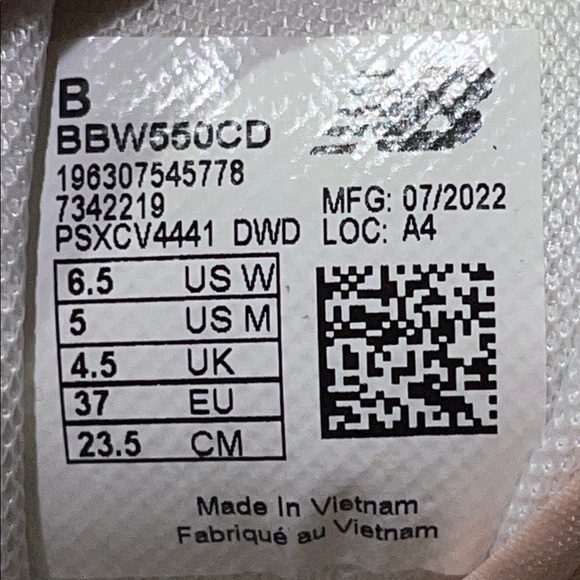 B
BBW550CD
196307545778
7342219
PSXCV4441 DWD
MFG: 07/2022
LOC: A4
6.5 US W
5 US M
4.5 UK
37 EU
23.5 CM
Made In Vietnam
Fabriqué au Vietnam